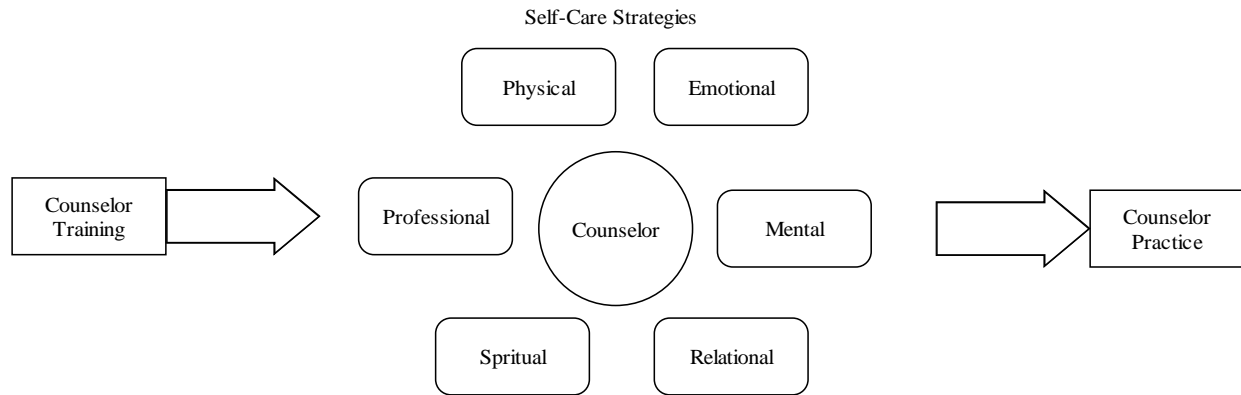 Self-Care Strategies
Physical
Emotional
Counselor
Training
Professional
Counselor
Mental
Counselor
Practice
Spritual
Relational